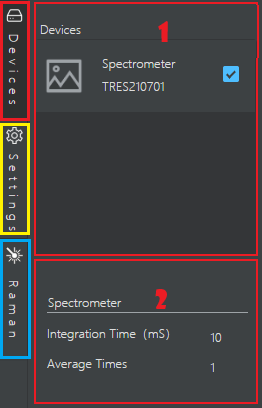 Devices
Settings
Raman
Devices
1
Spectrometer
TRES210701
2
Spectrometer
Integration Time (mS) 10
Average Times 1